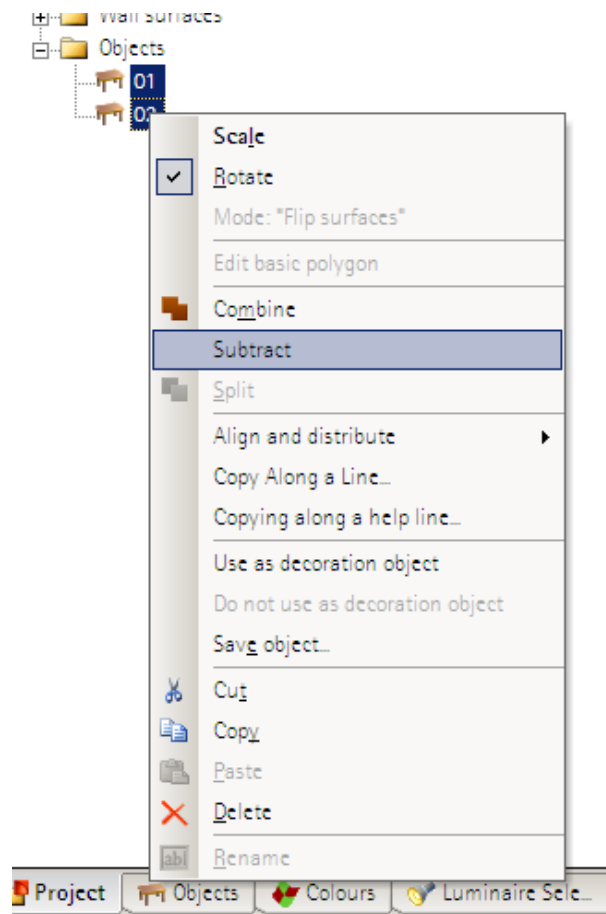 Wall surfaces
Objects
01
02
Scale
Rotate
Mode: "Flip surfaces"
Edit basic polygon
Combine
Subtract
Split
Align and distribute
Copy Along a Line...
Copying along a help line...
Use as decoration object
Do not use as decoration object
Save object...
Cut
Copy
Paste
Delete
abl Rename
Project Objects Colours Luminaire Sele...